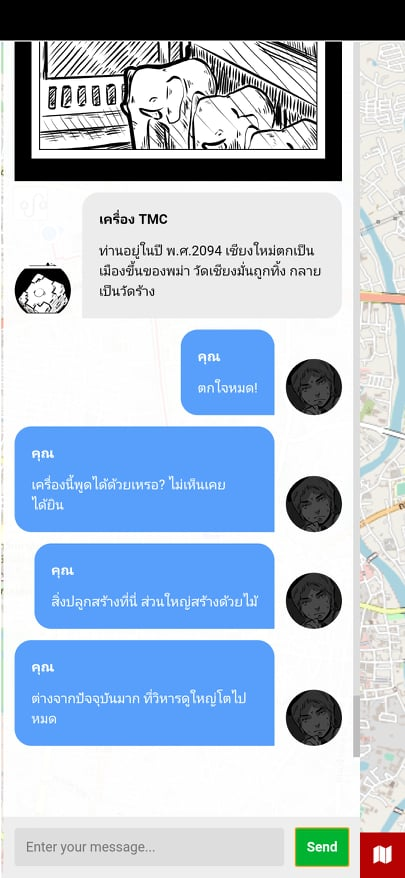 เครื่อง TMC
ท่านอยู่ในปี พ.ศ.2094 เชียงใหม่ตกเป็น
เมืองขึ้นของพม่า วัดเชียงมั่นถูกทิ้ง กลาย
เป็นวัดร้าง
คุณ
ตกใจหมด!
คุณ
เครื่องนี้พูดได้ด้วยเหรอ? ไม่เห็นเคย
ได้ยิน
คุณ
สิ่งปลูกสร้างที่นี่ ส่วนใหญ่สร้างด้วยไม้
คุณ
ต่างจากปัจจุบันมาก ที่วิหารดูใหญ่โตไป
หมด
Enter your message...
Send